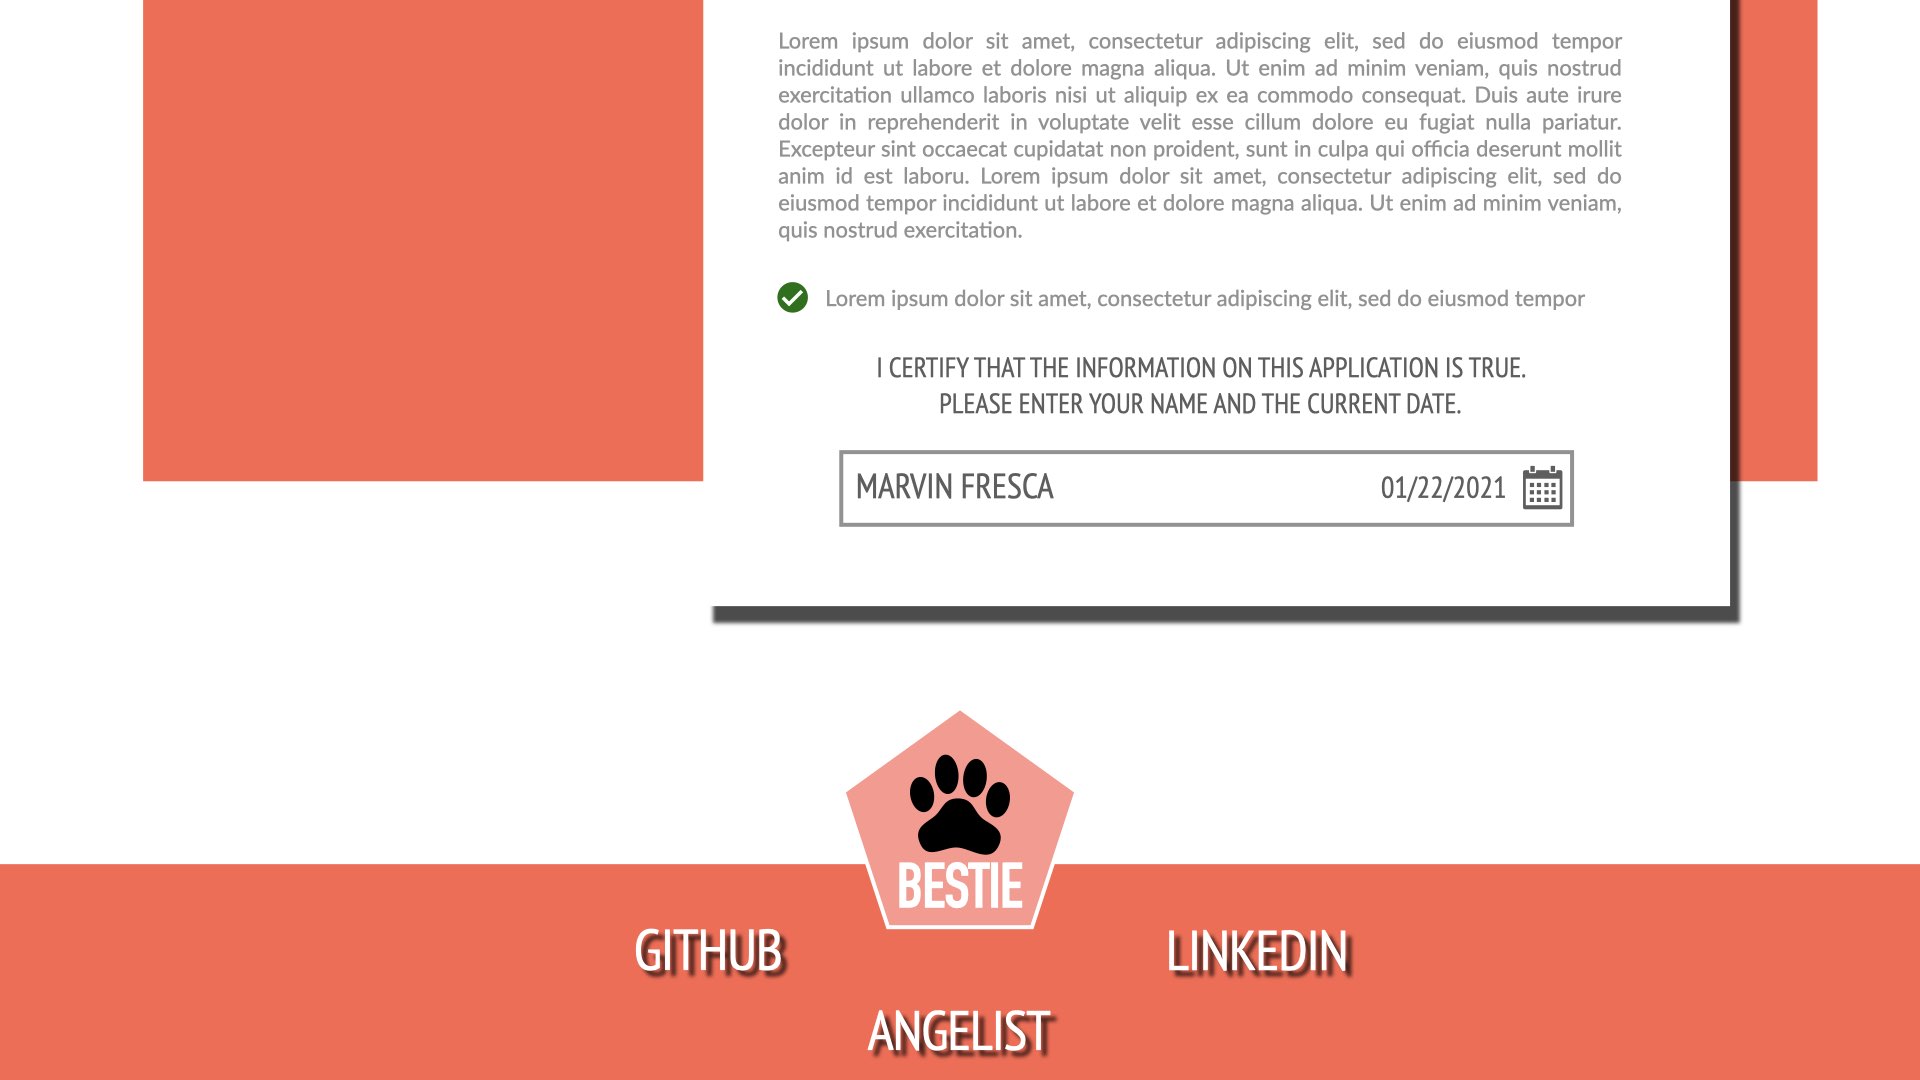 Lorem ipsum dolor sit amet, consectetur adipiscing elit, sed do eiusmod tempor
incididunt ut labore et dolore magna aliqua. Ut enim ad minim veniam, quis nostrud
exercitation ullamco laboris nisi ut aliquip ex ea commodo consequat. Duis aute irure
dolor in reprehenderit in voluptate velit esse cillum dolore eu fugiat nulla pariatur.
Excepteur sint occaecat cupidatat non proident, sunt in culpa qui officia deserunt mollit
anim id est laboru. Lorem ipsum dolor sit amet, consectetur adipiscing elit, sed do
eiusmod tempor incididunt ut labore et dolore magna aliqua. Ut enim ad minim veniam,
quis nostrud exercitation.
Lorem ipsum dolor sit amet, consectetur adipiscing elit, sed do eiusmod tempor
I CERTIFY THAT THE INFORMATION ON THIS APPLICATION IS TRUE.
PLEASE ENTER YOUR NAME AND THE CURRENT DATE.
MARVIN FRESCA 01/22/2021
BESTIE
GITHUB LINKEDIN
ANGELIST